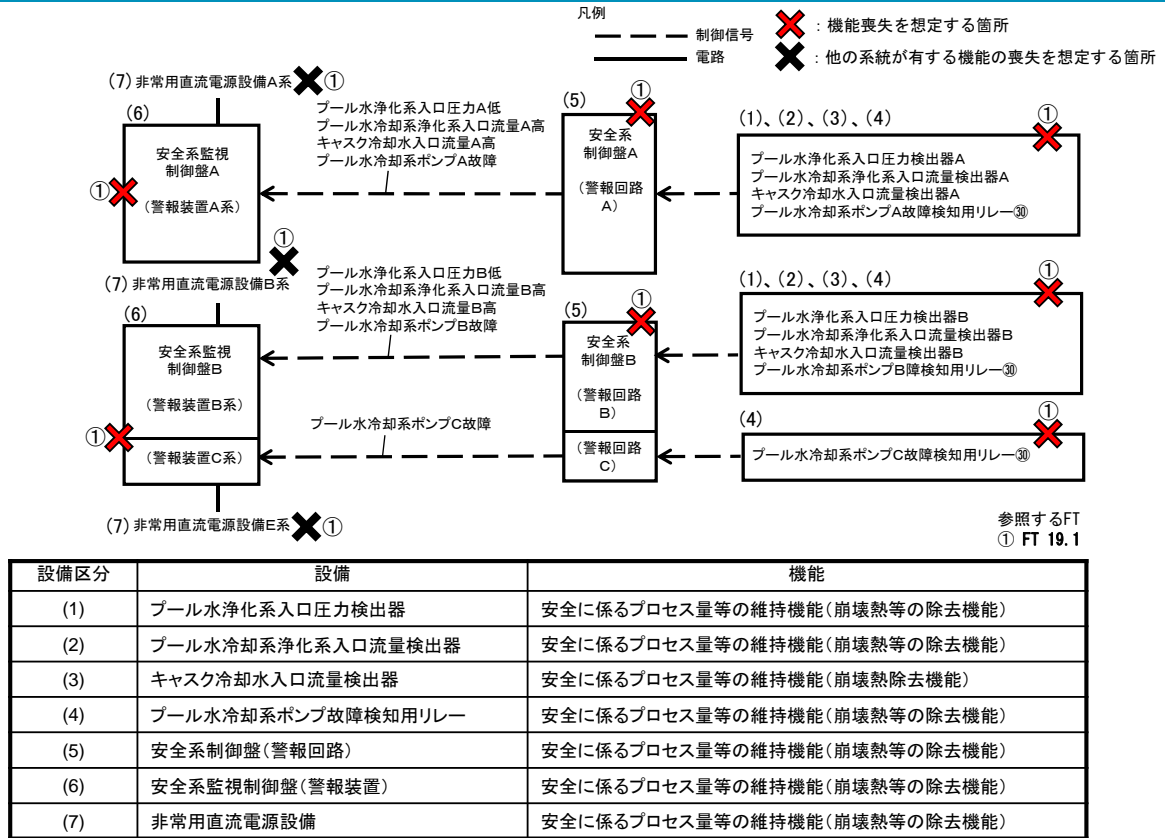 凡例
制御信号
電路
：機能喪失を想定する箇所
：他の系統が有する機能の喪失を想定する箇所
(7) 非常用直流電源設備A系 ①
(6)
安全系監視
制御盤A
(警報装置A系)
①
プール水浄化系入口圧力A低
プール水冷却系浄化系入口流量A高
キャスク冷却水入口流量A高
プール水冷却系ポンプA故障
(5)
①
安全系
制御盤A
(警報回路
A)
(1)、(2)、(3)、(4)
①
プール水浄化系入口圧力検出器A
プール水冷却系浄化系入口流量検出器A
キャスク冷却水入口流量検出器A
プール水冷却系ポンプA故障検知用リレー㉚
①
(7) 非常用直流電源設備B系
(6)
安全系監視
制御盤B
(警報装置B系)
①
(警報装置C系)
プール水浄化系入口圧力B低
プール水冷却系浄化系入口流量B高
キャスク冷却水入口流量B高
プール水冷却系ポンプB故障
プール水冷却系ポンプC故障
(5)
①
安全系
制御盤B
(警報回路
B)
(警報回路
C)
(1)、(2)、(3)、(4)
①
プール水浄化系入口圧力検出器B
プール水冷却系浄化系入口流量検出器B
キャスク冷却水入口流量検出器B
プール水冷却系ポンプB障検知用リレー㉚
(4)
①
プール水冷却系ポンプC故障検知用リレー㉚
(7) 非常用直流電源設備E系 ①
参照するFT
① FT 19.1
設備区分 設備 機能
(1) プール水浄化系入口圧力検出器 安全に係るプロセス量等の維持機能(崩壊熱等の除去機能)
(2) プール水冷却系浄化系入口流量検出器 安全に係るプロセス量等の維持機能(崩壊熱等の除去機能)
(3) キャスク冷却水入口流量検出器 安全に係るプロセス量等の維持機能(崩壊熱除去機能)
(4) プール水冷却系ポンプ故障検知用リレー 安全に係るプロセス量等の維持機能(崩壊熱等の除去機能)
(5) 安全系制御盤(警報回路) 安全に係るプロセス量等の維持機能(崩壊熱等の除去機能)
(6) 安全系監視制御盤(警報装置) 安全に係るプロセス量等の維持機能(崩壊熱等の除去機能)
(7) 非常用直流電源設備 安全に係るプロセス量等の維持機能(崩壊熱等の除去機能)